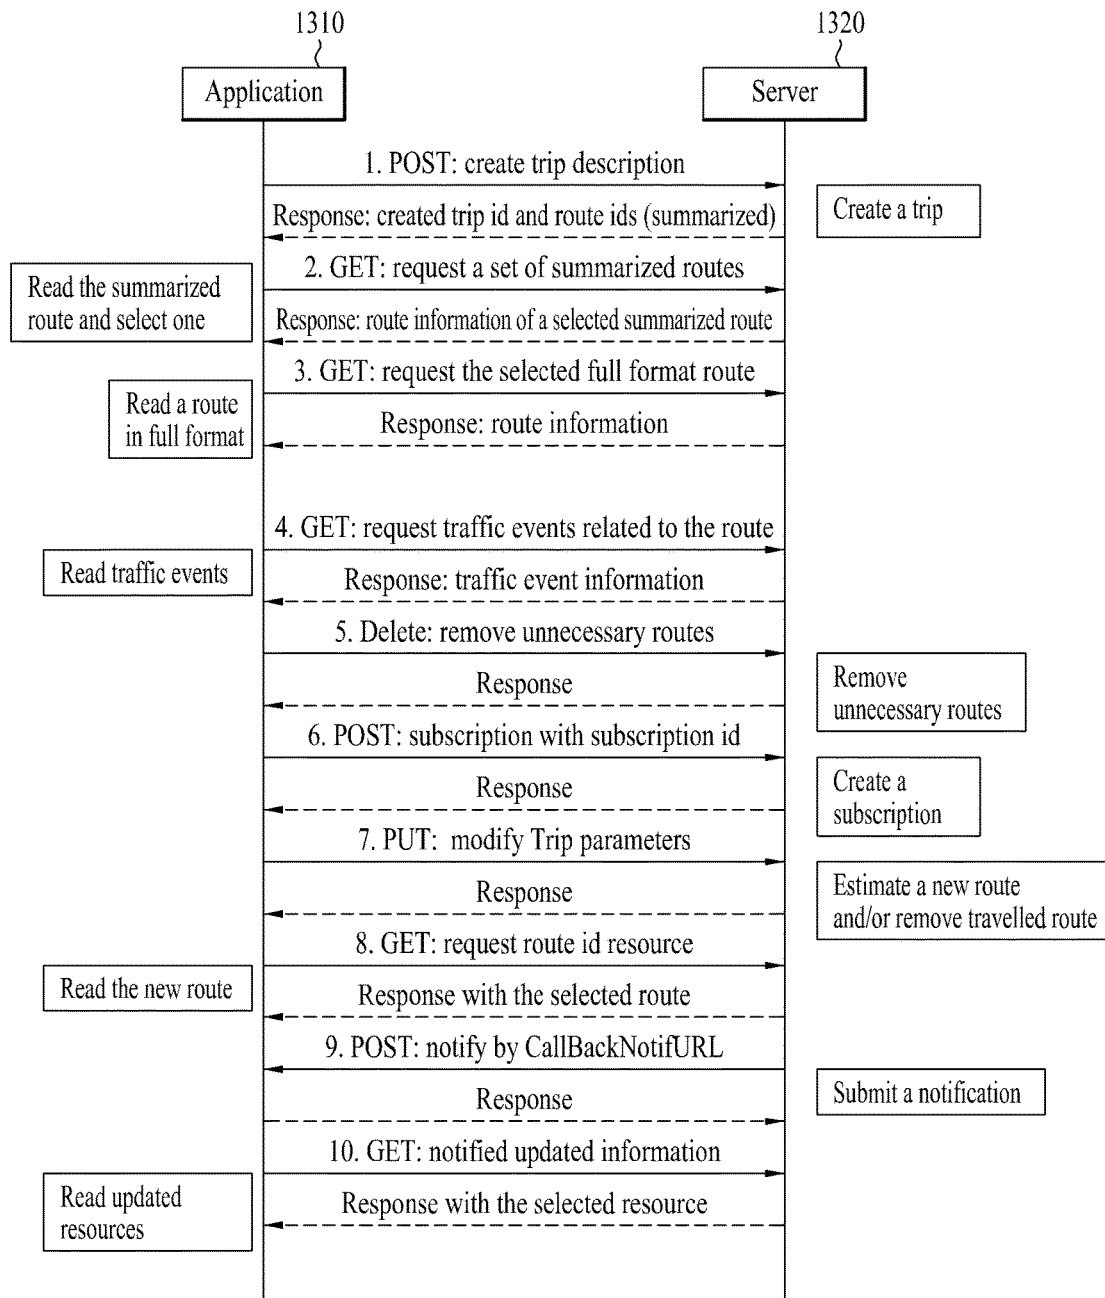 1310
1320
Application
Server
1. POST: create trip description
Create a trip
Response: created trip id and route ids (summarized)
2. GET: request a set of summarized routes
Read the summarized
route and select one
Response: route information of a selected summarized route
3. GET: request the selected full format route
Read a route
in full format
Response: route information
4. GET: request traffic events related to the route
Read traffic events
Response: traffic event information
5. Delete: remove unnecessary routes
Remove
unnecessary routes
Response
6. POST: subscription with subscription id
Create a
subscription
Response
7. PUT: modify Trip parameters
Estimate a new route
and/or remove travelled route
Response
8. GET: request route id resource
Read the new route
Response with the selected route
9. POST: notify by CallBackNotifURL
Submit a notification
Response
10. GET: notified updated information
Read updated
resources
Response with the selected resource